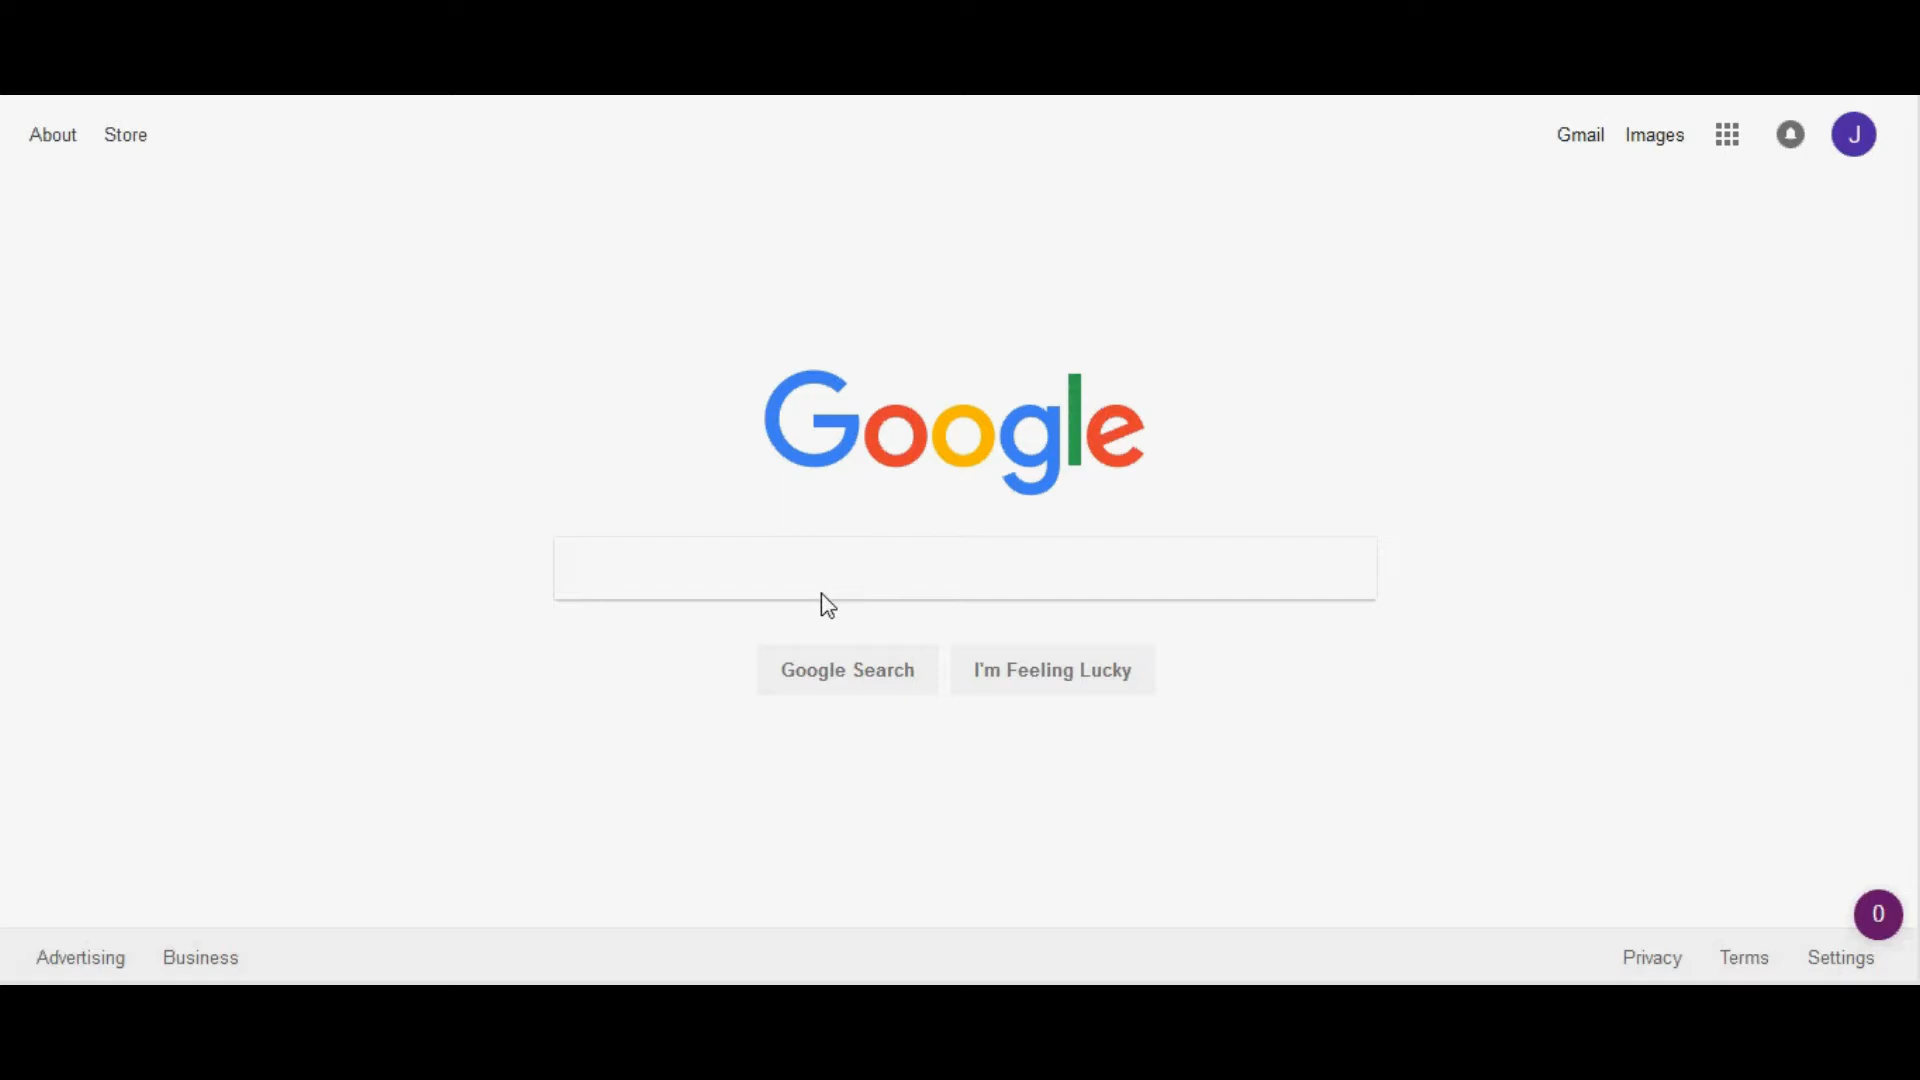 About Store
Gmail Images J
Google
Google Search I'm Feeling Lucky
0
Advertising Business
Privacy Terms Settings